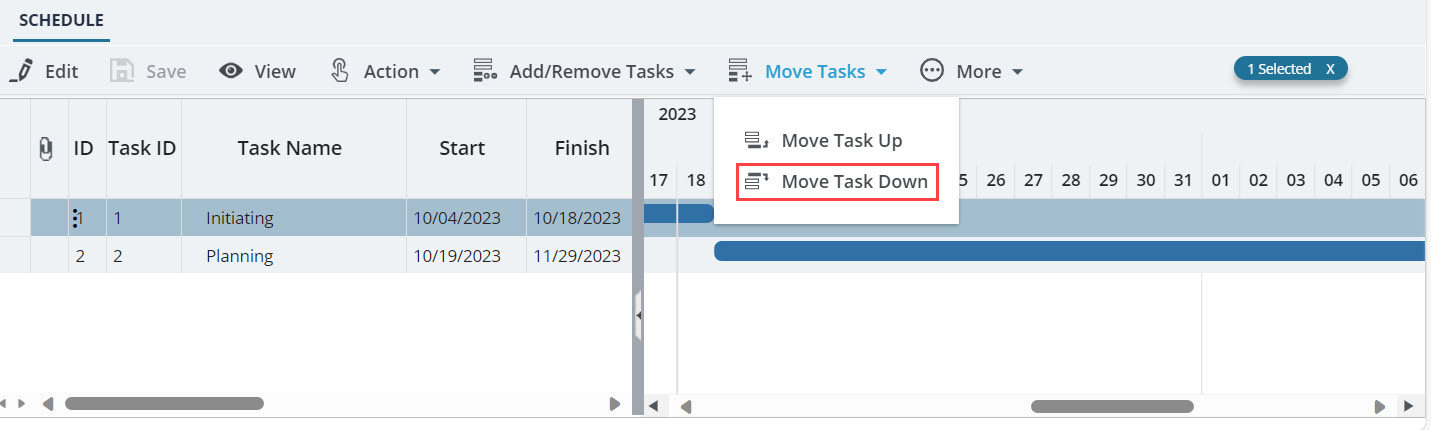 SCHEDULE
Edit Save View Action Add/Remove Tasks Move Tasks More 1 Selected X
2023
Move Task Up
ID Task ID Task Name Start Finish
17 18 Move Task Down 5 26 27 28 29 30 31 01 02 03 04 05 06
1 1 Initiating 10/04/2023 10/18/2023
2 2 Planning 10/19/2023 11/29/2023